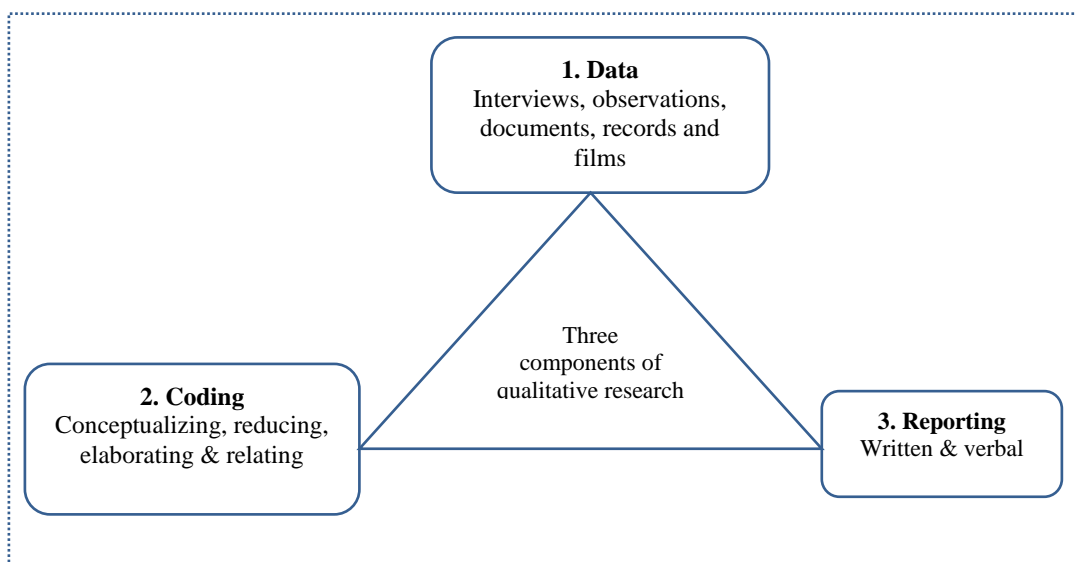 1. Data
Interviews, observations,
documents, records and
films
Three
components of
qualitative research
2. Coding
Conceptualizing, reducing,
elaborating & relating
3. Reporting
Written & verbal